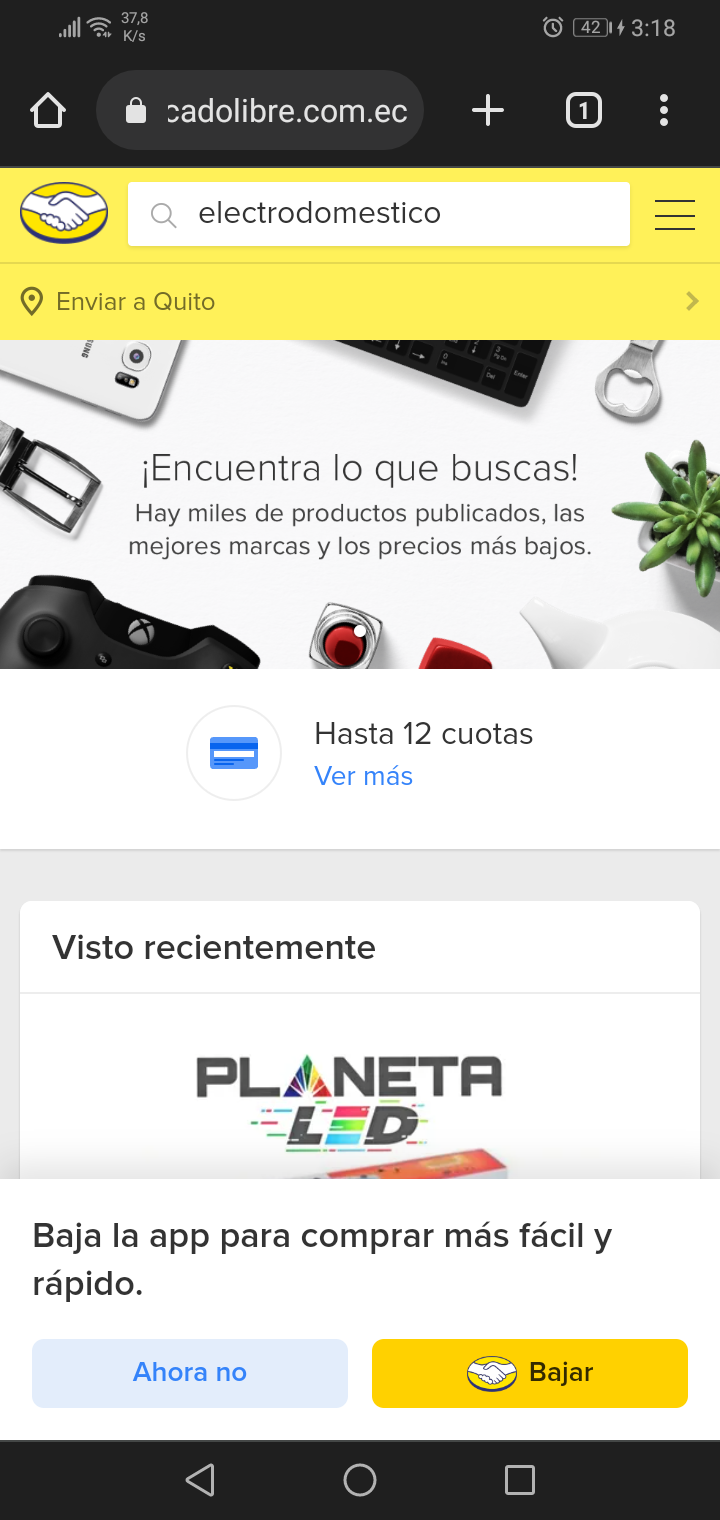 37,8
K/s
42
3:18
cadolibre.com.ec
1
electrodomestico
Enviar a Quito
¡Encuentra lo que buscas!
Hay miles de productos publicados, las
mejores marcas y los precios más bajos.
Hasta 12 cuotas
Ver más
Visto recientemente
PLANETA
LED
Baja la app para comprar más fácil y
rápido.
Ahora no
Bajar